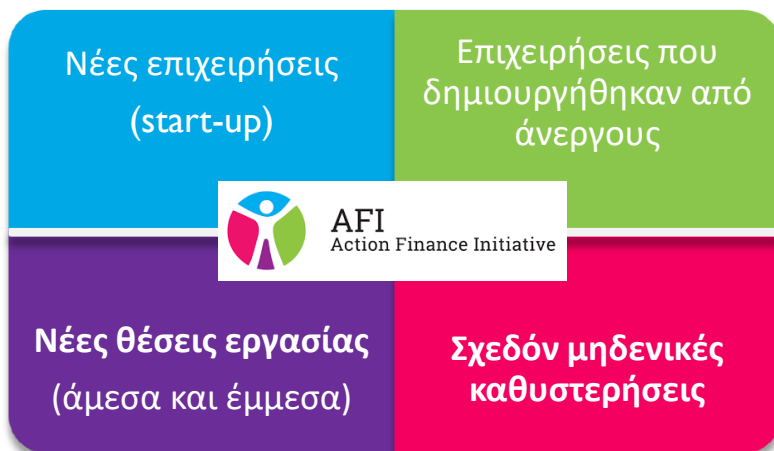 Νέες επιχειρήσεις
(start-up)
Επιχειρήσεις που
δημιουργήθηκαν από
άνεργους
AFI
Action Finance Initiative
Νέες θέσεις εργασίας
(άμεσα και έμμεσα)
Σχεδόν μηδενικές
καθυστερήσεις